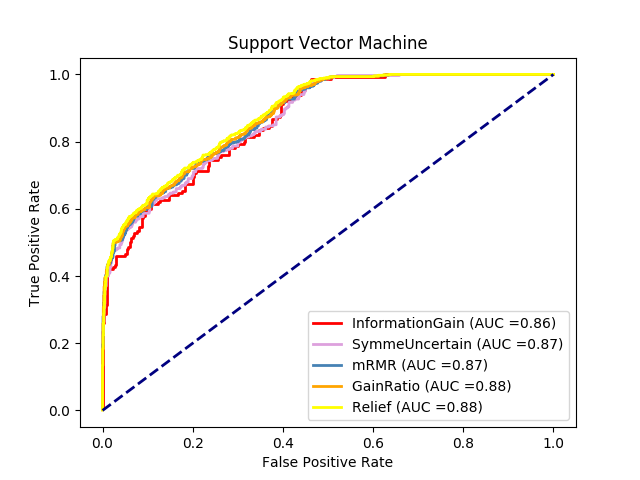 Support Vector Machine
1.0
0.8
0.6
0.4
0.2
0.0
True Positive Rate
InformationGain (AUC =0.86)
SymmeUncertain (AUC =0.87)
mRMR (AUC =0.87)
GainRatio (AUC =0.88)
Relief (AUC =0.88)
0.0 0.2 0.4 0.6 0.8 1.0
False Positive Rate